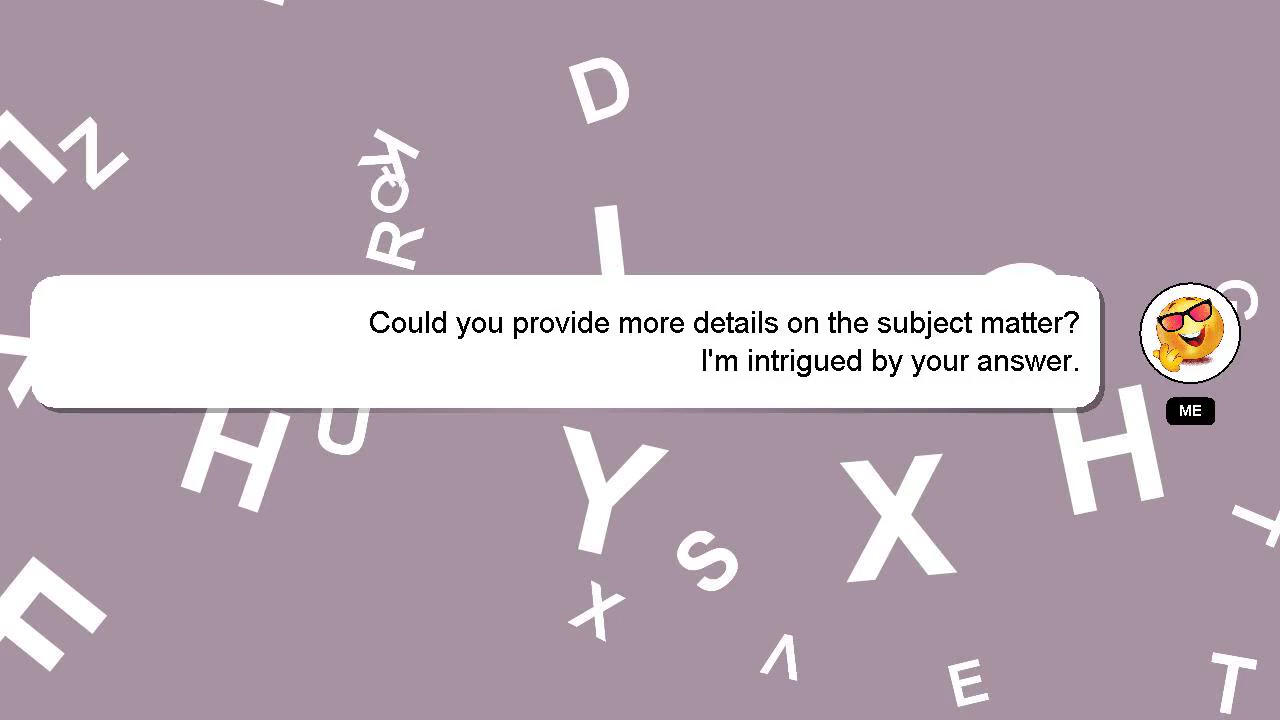 D
Z
K
O
R
I
G
Could you provide more details on the subject matter?
I'm intrigued by your answer.
ME
H
U
Y
X
H
S
X
V
E
T